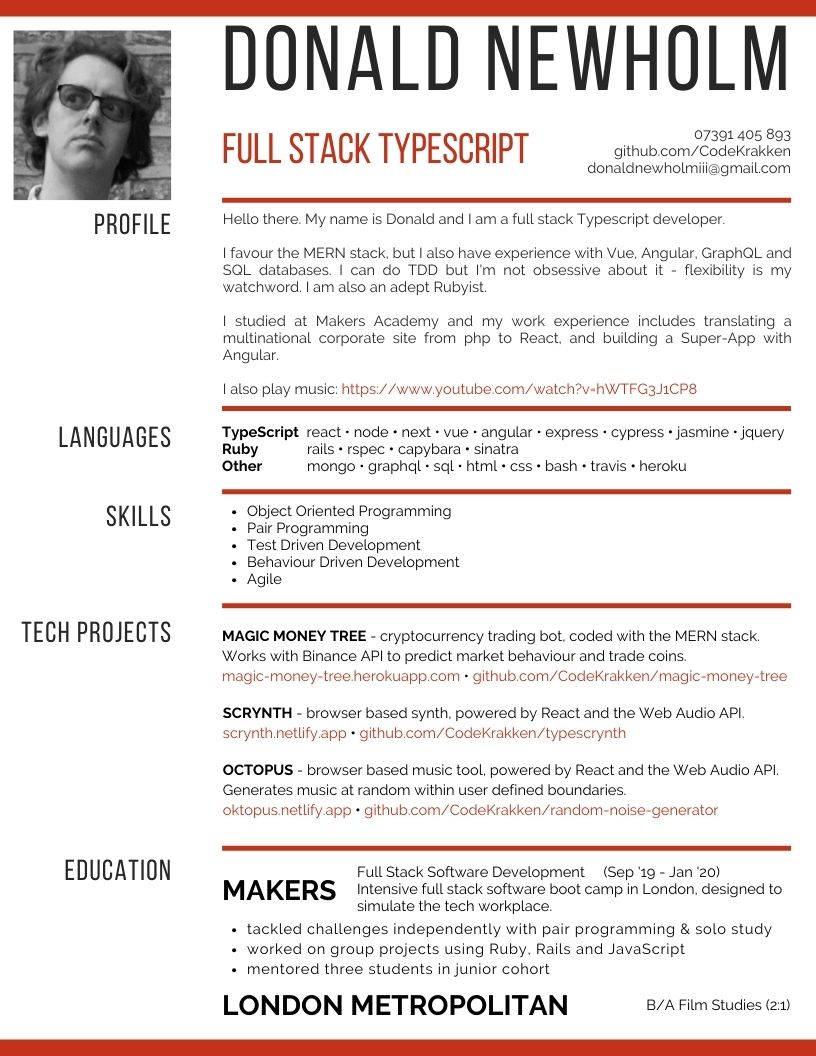 DONALD NEWHOLM
FULL STACK TYPESCRIPT
07391 405 893
github.com/CodeKrakken
donaldnewholmiii@gmail.com
PROFILE
Hello there. My name is Donald and I am a full stack Typescript developer.
I favour the MERN stack, but I also have experience with Vue, Angular, GraphQL and
SQL databases. I can do TDD but I'm not obsessive about it - flexibility is my
watchword. I am also an adept Rubyist.
I studied at Makers Academy and my work experience includes translating a
multinational corporate site from php to React, and building a Super-App with
Angular.
I also play music: https://www.youtube.com/watch?v=hWTFG3J1CP8
LANGUAGES
TypeScript react • node • next • vue • angular • express • cypress • jasmine • jquery
Ruby rails • rspec • capybara • sinatra
Other mongo • graphql • sql • html • css • bash • travis • heroku
SKILLS
• Object Oriented Programming
• Pair Programming
• Test Driven Development
• Behaviour Driven Development
• Agile
TECH PROJECTS
MAGIC MONEY TREE - cryptocurrency trading bot, coded with the MERN stack.
Works with Binance API to predict market behaviour and trade coins.
magic-money-tree.herokuapp.com • github.com/CodeKrakken/magic-money-tree
SCRYNTH - browser based synth, powered by React and the Web Audio API.
scrynth.netlify.app • github.com/CodeKrakken/typescrynth
OCTOPUS - browser based music tool, powered by React and the Web Audio API.
Generates music at random within user defined boundaries.
oktopus.netlify.app • github.com/CodeKrakken/random-noise-generator
EDUCATION
MAKERS
Full Stack Software Development (Sep '19 - Jan '20)
Intensive full stack software boot camp in London, designed to
simulate the tech workplace.
• tackled challenges independently with pair programming & solo study
• worked on group projects using Ruby, Rails and JavaScript
• mentored three students in junior cohort
LONDON METROPOLITAN B/A Film Studies (2:1)